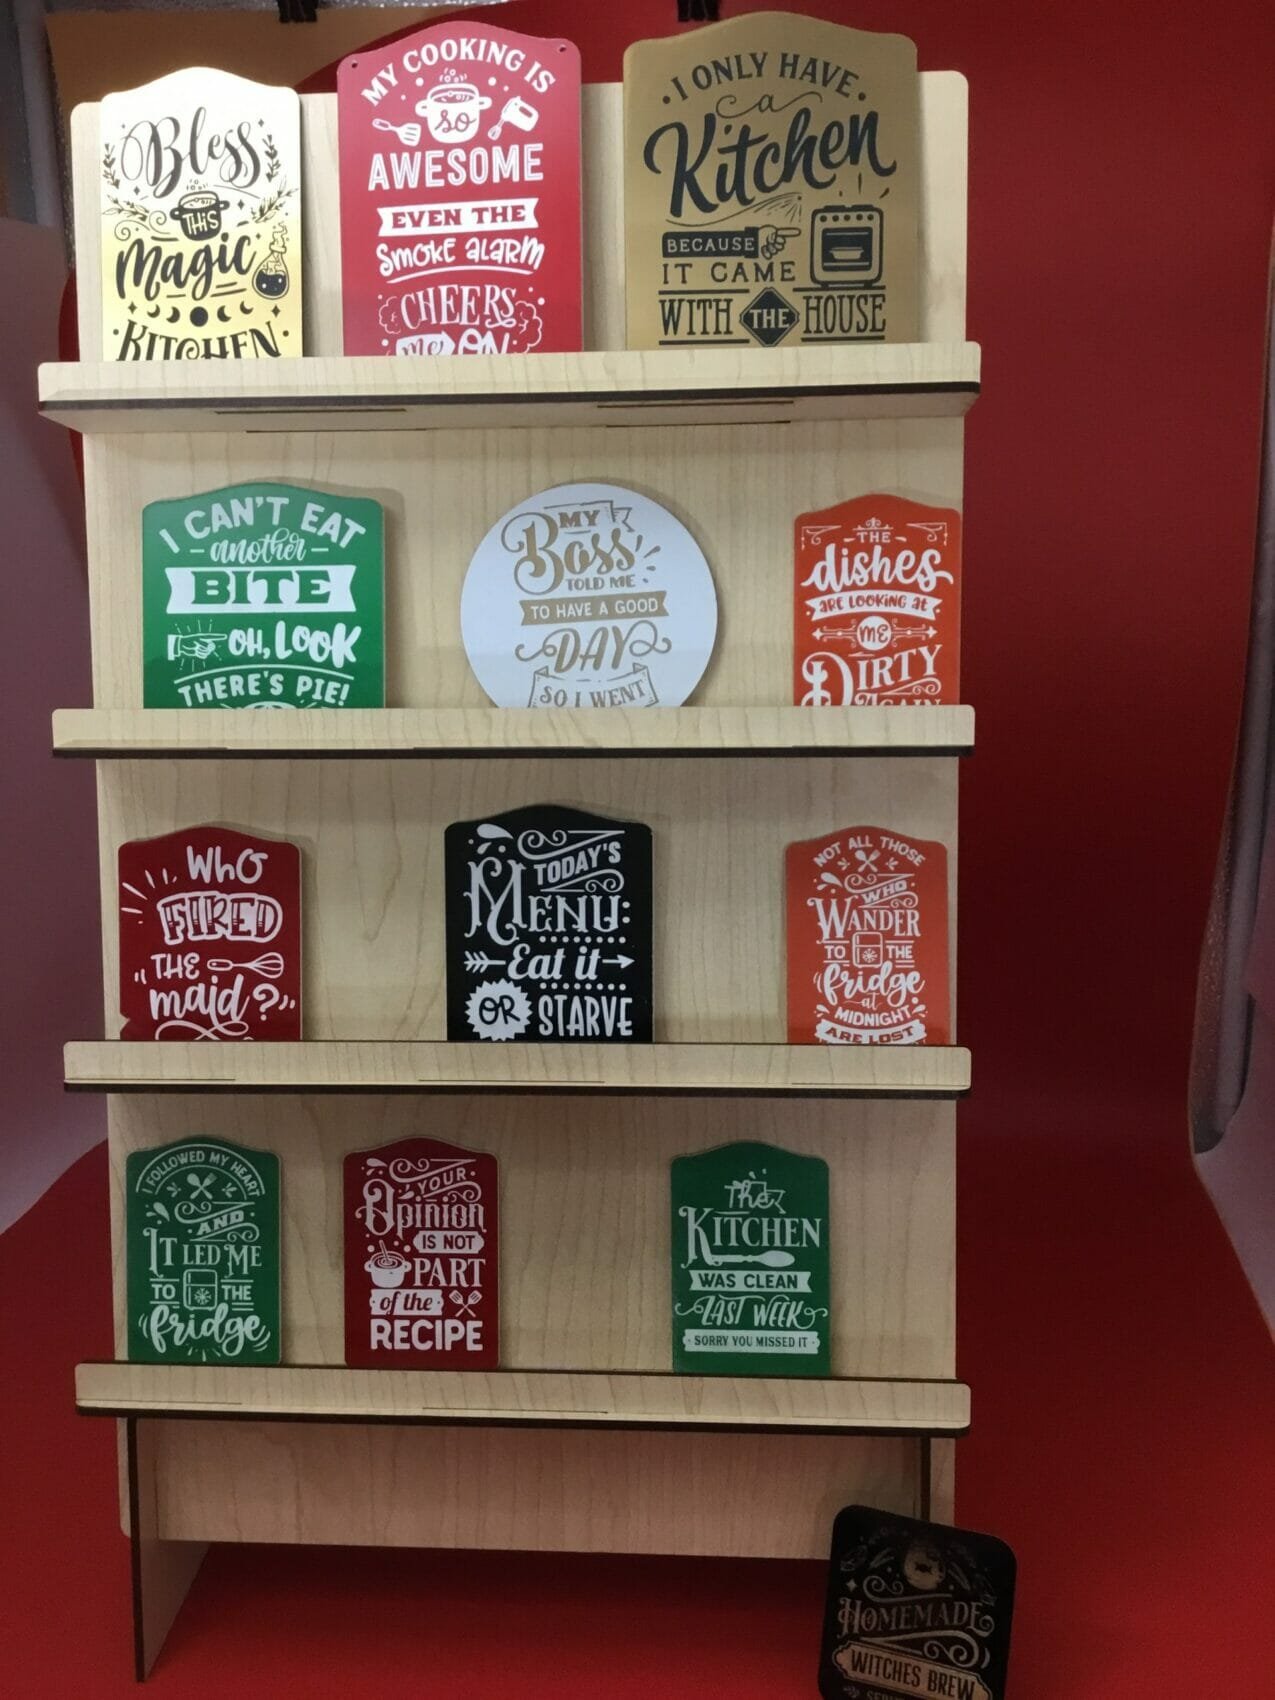 Bless
THIS
Magic
KITCHEN
MY COOKING IS
SO
AWESOME
EVEN THE
SMOKE ALARM
CHEERS
me ON
I ONLY HAVE
a
Kitchen
BECAUSE
IT CAME
WITH THE HOUSE
I CAN'T EAT
another
BITE
OH, LOOK
THERE'S PIE!
MY
Boss
TOLD ME
TO HAVE A GOOD
DAY
SO I WENT
THE
dishes
ARE LOOKING at
ME
DIRTY
AGAIN
WHO
FIRED
THE
maid?
TODAY'S
MENU:
Eat it
OR STARVE
NOT ALL THOSE
WHO
WANDER
TO THE
fridge
at
MIDNIGHT
ARE LOST
I FOLLOWED MY HEART
AND
IT LED ME
TO THE
fridge
YOUR
Opinion
IS NOT
PART
of the
RECIPE
The
KITCHEN
WAS CLEAN
LAST WEEK
SORRY YOU MISSED IT
HOMEMADE
WITCHES BREW